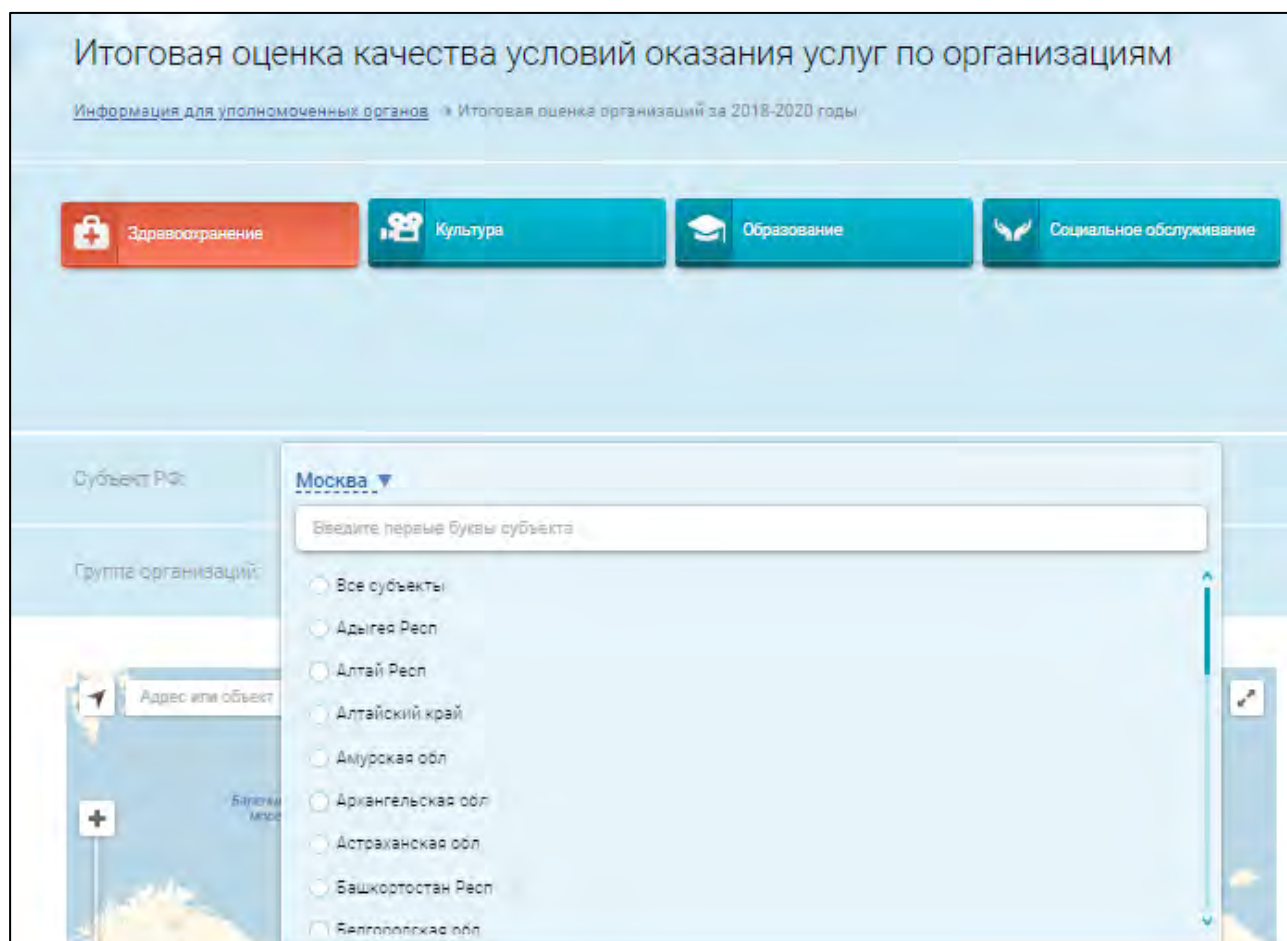 Итоговая оценка качества условий оказания услуг по организациям
Информация для уполномоченных органов → Итоговая оценка организаций за 2018-2020 годы
Здравоохранение
Культура
Образование
Социальное обслуживание
Субъект РФ:
Москва ▼
Введите первые буквы субъекта
Группа организаций:
Все субъекты
Адыгея Респ
Алтай Респ
Адрес или объект
Алтайский край
Амурская обл
Архангельская обл
Астраханская обл
Башкортостан Респ
Белгородская обл